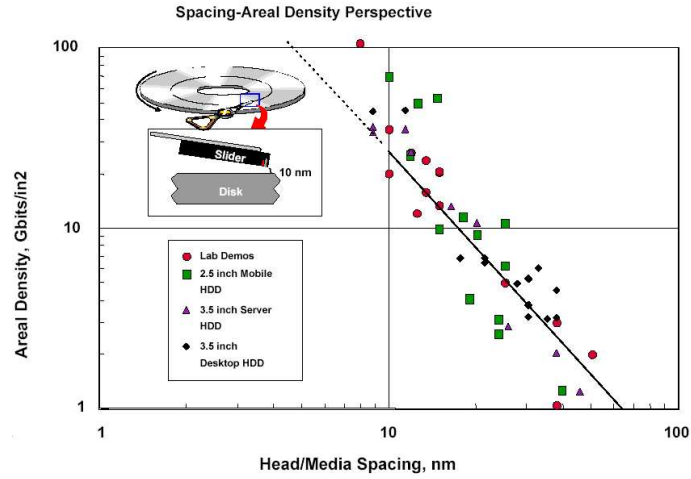 Spacing-Areal Density Perspective
100
10
1
Areal Density, Gbits/in2
Slider
10 nm
Disk
Lab Demos
2.5 inch Mobile
HDD
3.5 inch Server
HDD
3.5 inch
Desktop HDD
1
10
100
Head/Media Spacing, nm